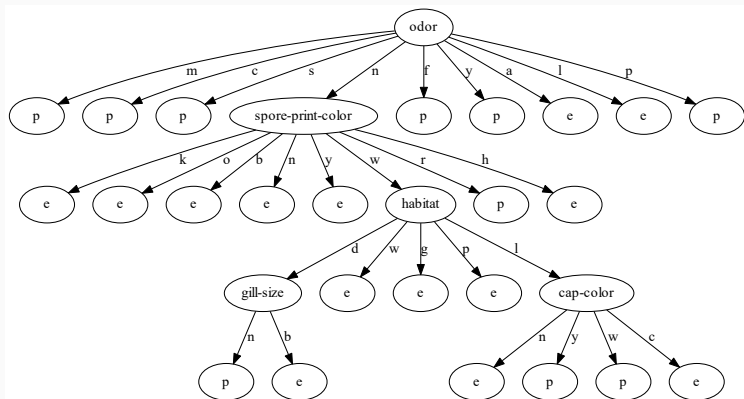 odor
m c s n f y a l p
p p p spore-print-color p p e e p
k o b n y w r h
e e e e e habitat p e
d w g p l
gill-size e e e cap-color
n b n y w c
p e e p p e